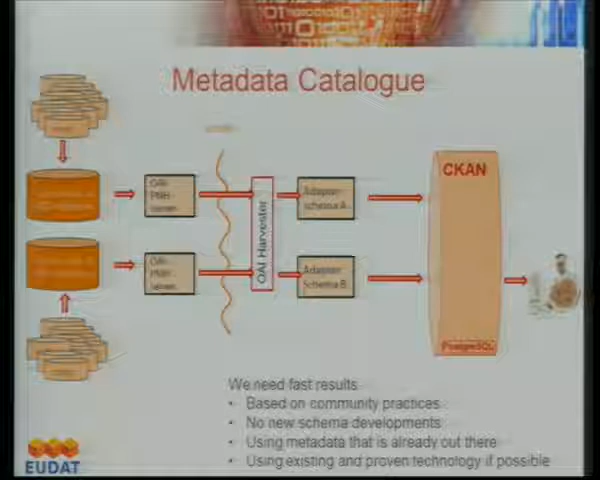 Metadata Catalogue
CKAN
OAI-
PMH
server
OAI Harvester
Adapter
schema A
OAI-
PMH
server
Adapter
Schema B
PostgreSQL
We need fast results
• Based on community practices
• No new schema developments
• Using metadata that is already out there
• Using existing and proven technology if possible
EUDAT